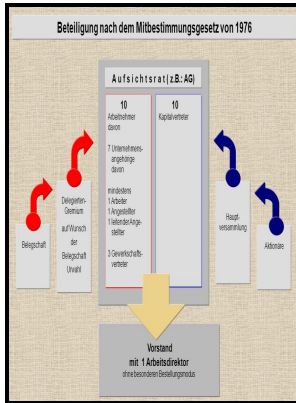 Beteiligung nach dem Mitbestimmungsgesetz von 1976
Aufsichtsrat (z.B.: AG)
10
Arbeitnehmer
davon
7 Unternehmens-
angehörige
davon
mindestens
1 Arbeiter
1 Angestellter
1 leitender Ange-
stellter
3 Gewerkschafts-
vertreter
10
Kapitalvertreter
Belegschaft
Delegierten-
Gremium
auf Wunsch
der
Belegschaft
Urwahl
Haupt-
versammlung
Aktionäre
Vorstand
mit 1 Arbeitsdirektor
ohne besonderen Bestellungsmodus